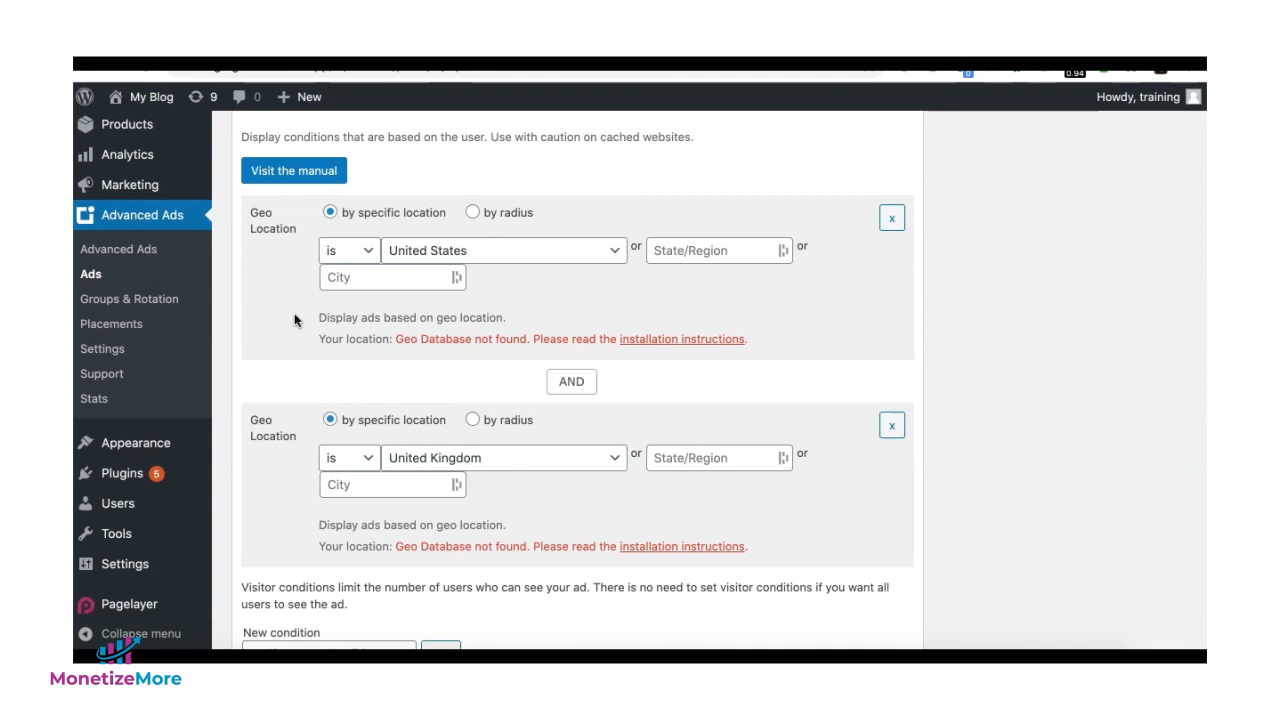 0
0.94
My Blog 9 0 New Howdy, training
Products
Analytics
Marketing
Advanced Ads
Advanced Ads
Ads
Groups & Rotation
Placements
Settings
Support
Stats
Appearance
Plugins 5
Users
Tools
Settings
Pagelayer
Collapse menu
Display conditions that are based on the user. Use with caution on cached websites.
Visit the manual
Geo Location by specific location by radius x
is United States or State/Region or
City
Display ads based on geo location.
Your location: Geo Database not found. Please read the installation instructions.
AND
Geo Location by specific location by radius x
is United Kingdom or State/Region or
City
Display ads based on geo location.
Your location: Geo Database not found. Please read the installation instructions.
Visitor conditions limit the number of users who can see your ad. There is no need to set visitor conditions if you want all
users to see the ad.
New condition
MonetizeMore